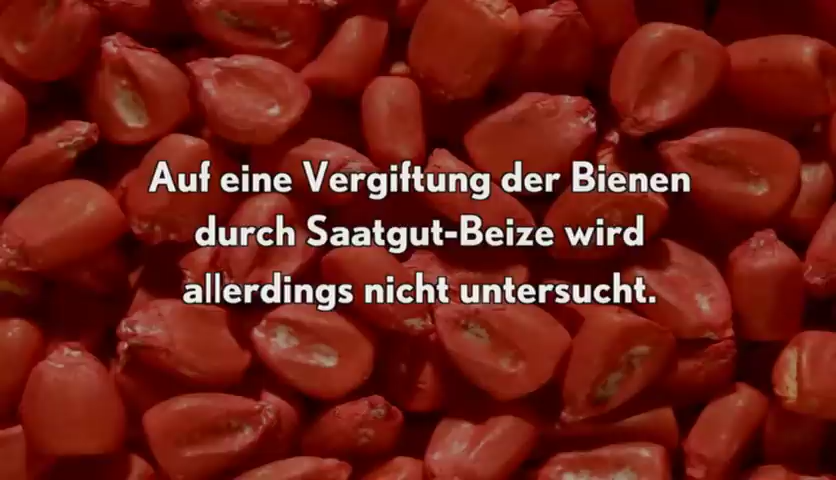 Auf eine Vergiftung der Bienen
durch Saatgut-Beize wird
allerdings nicht untersucht.